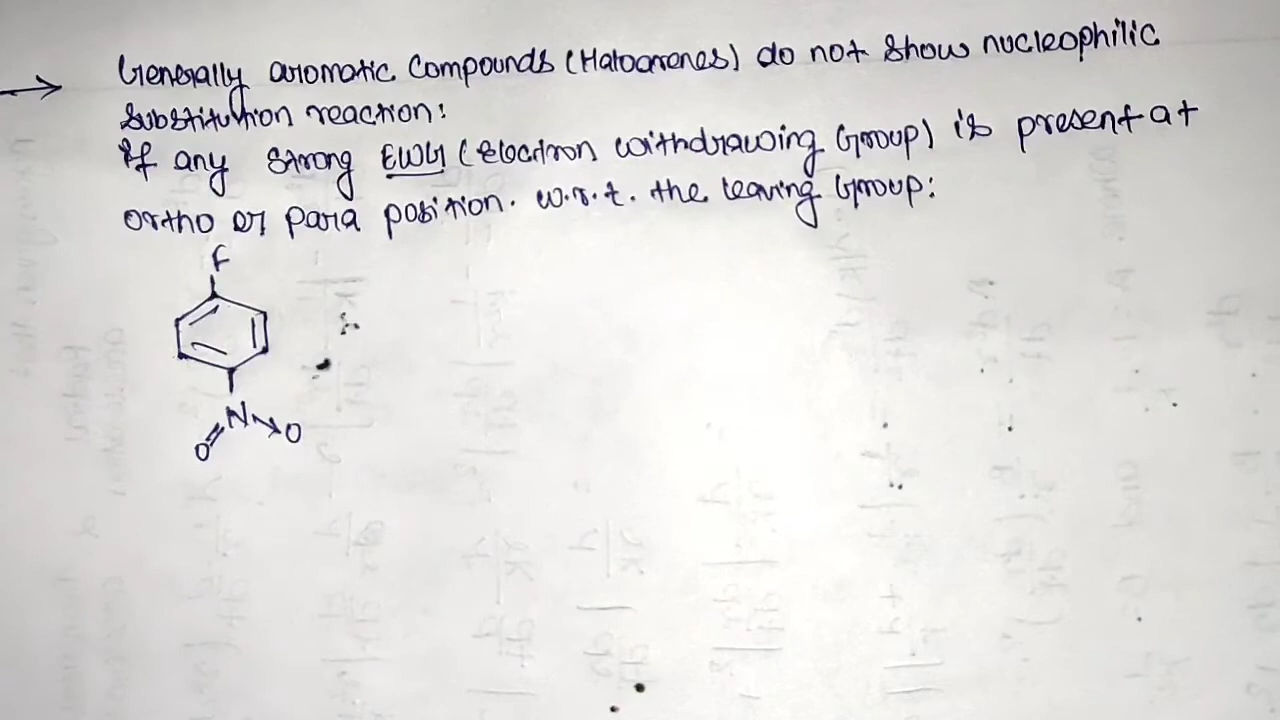 → Generally aromatic Compounds (Haloarenes) do not show nucleophilic
Substitution reaction:
If any strong EWG (electron withdrawing Group) is present at
ortho or para position. w.r.t. the leaving Group:
F
N
O O